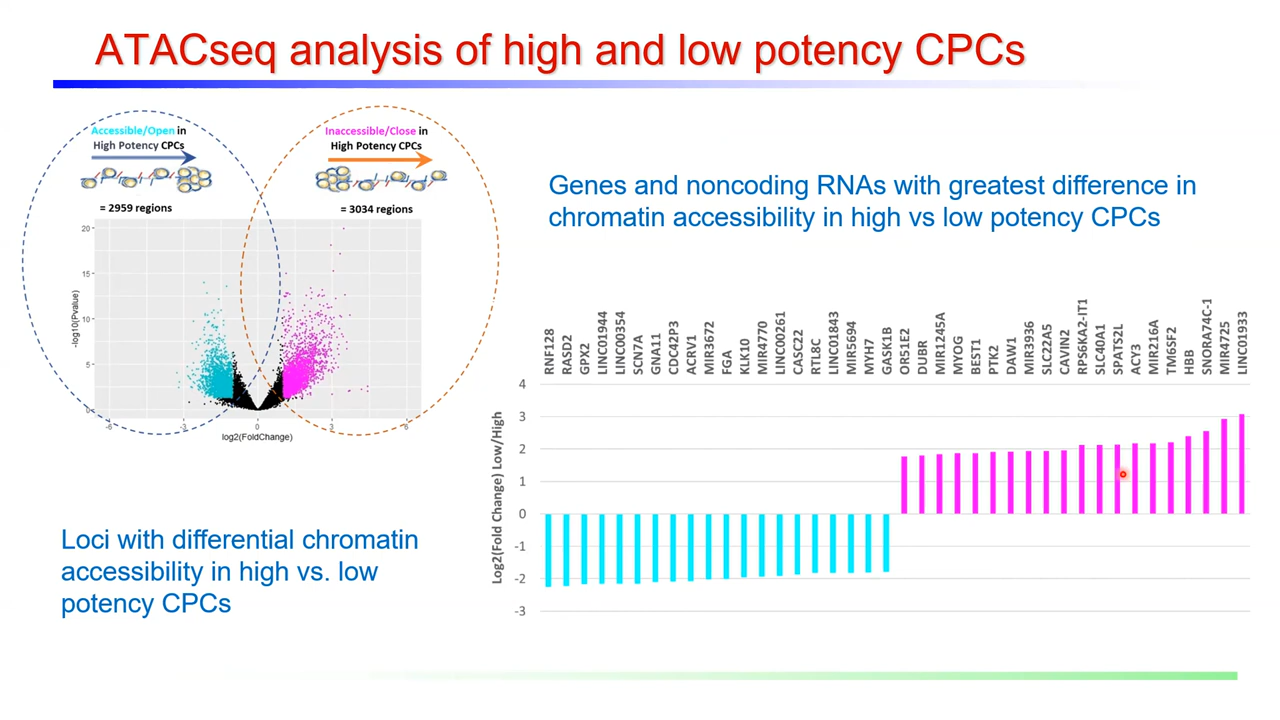 ATACseq analysis of high and low potency CPCs
Accessible/Open in
High Potency CPCs
= 2959 regions
Inaccessible/Close in
High Potency CPCs
= 3034 regions
20
15
10
5
0
-log10(Pvalue)
-6
-3
0
3
6
log2(FoldChange)
Loci with differential chromatin
accessibility in high vs. low
potency CPCs
Genes and noncoding RNAs with greatest difference in
chromatin accessibility in high vs low potency CPCs
RNF128
RASD2
GPX2
LINC01944
LINC00354
SCN7A
GNA11
CDC42P3
ACRV1
MIR3672
FGA
KLK10
MIR4770
LINC00261
CASC22
RTL8C
LINC01843
MIR5694
MYH7
GASK1B
OR51E2
DUBR
MIR1245A
MYOG
BEST1
PTK2
DAW1
MIR3936
SLC22A5
CAVIN2
RPS6KA2-IT1
SLC40A1
SPATS2L
ACY3
MIR216A
TM6SF2
HBB
SNORA74C-1
MIR4725
LINC01933
4
3
2
1
0
-1
-2
-3
Log2(Fold Change) Low/High